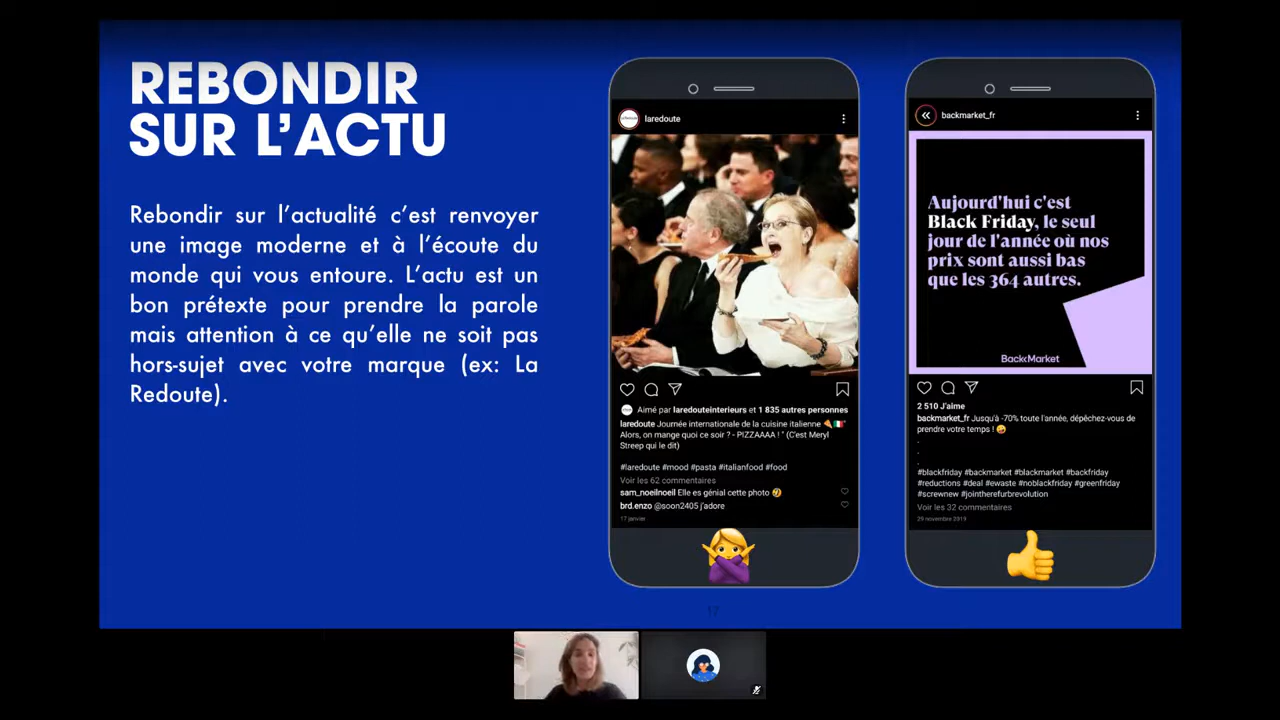 REBONDIR
SUR L'ACTU
Rebondir sur l'actualité c'est renvoyer
une image moderne et à l'écoute du
monde qui vous entoure. L'actu est un
bon prétexte pour prendre la parole
mais attention à ce qu'elle ne soit pas
hors-sujet avec votre marque (ex: La
Redoute).
laredoute
Aimé par laredouteinterieurs et 1 835 autres personnes
laredoute Journée internationale de la cuisine italienne 🍕🇮🇹"
Alors, on mange quoi ce soir ? - PIZZAAAA ! " (C'est Meryl
Streep qui le dit)
#laredoute #mood #pasta #italianfood #food
Voir les 62 commentaires
sam_noeilnoeil Elle es génial cette photo 🤣
brd.enzo @soon2405 j'adore
17 janvier
backmarket_fr
Aujourd'hui c'est
Black Friday, le seul
jour de l'année où nos
prix sont aussi bas
que les 364 autres.
BackMarket
2 510 J'aime
backmarket_fr Jusqu'à -70% toute l'année, dépêchez-vous de
prendre votre temps ! 🤪
.
.
.
#blackfriday #backmarket #blackmarket #backfriday
#reductions #deal #ewaste #noblackfriday #greenfriday
#screwnew #jointherefurbrevolution
Voir les 32 commentaires
29 novembre 2019
17